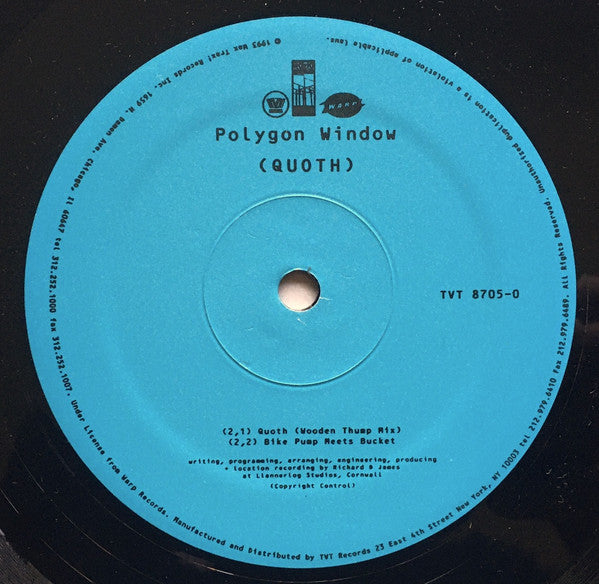 W
WARP
Polygon Window
(QUOTH)
TVT 8705-0
(2,1) Quoth (Wooden Thump Mix)
(2,2) Bike Pump Meets Bucket
writing, programming, arranging, engineering, producing
+ location recording by Richard D James
at Llannerlog Studios, Cornwall
(Copyright Control)
© 1993 Wax Trax! Records Inc. 1659 N. Damen Ave. Chicago, Il 60647 tel 312.252.1000 fax 312.252.1007. Under License from Warp Records. Manufactured and Distributed by TVT Records 23 East 4th Street New York, NY 10003 tel 212.979.6410 Fax 212.979.6489. All Rights Reserved. Unauthorized duplication is a violation of applicable laws.